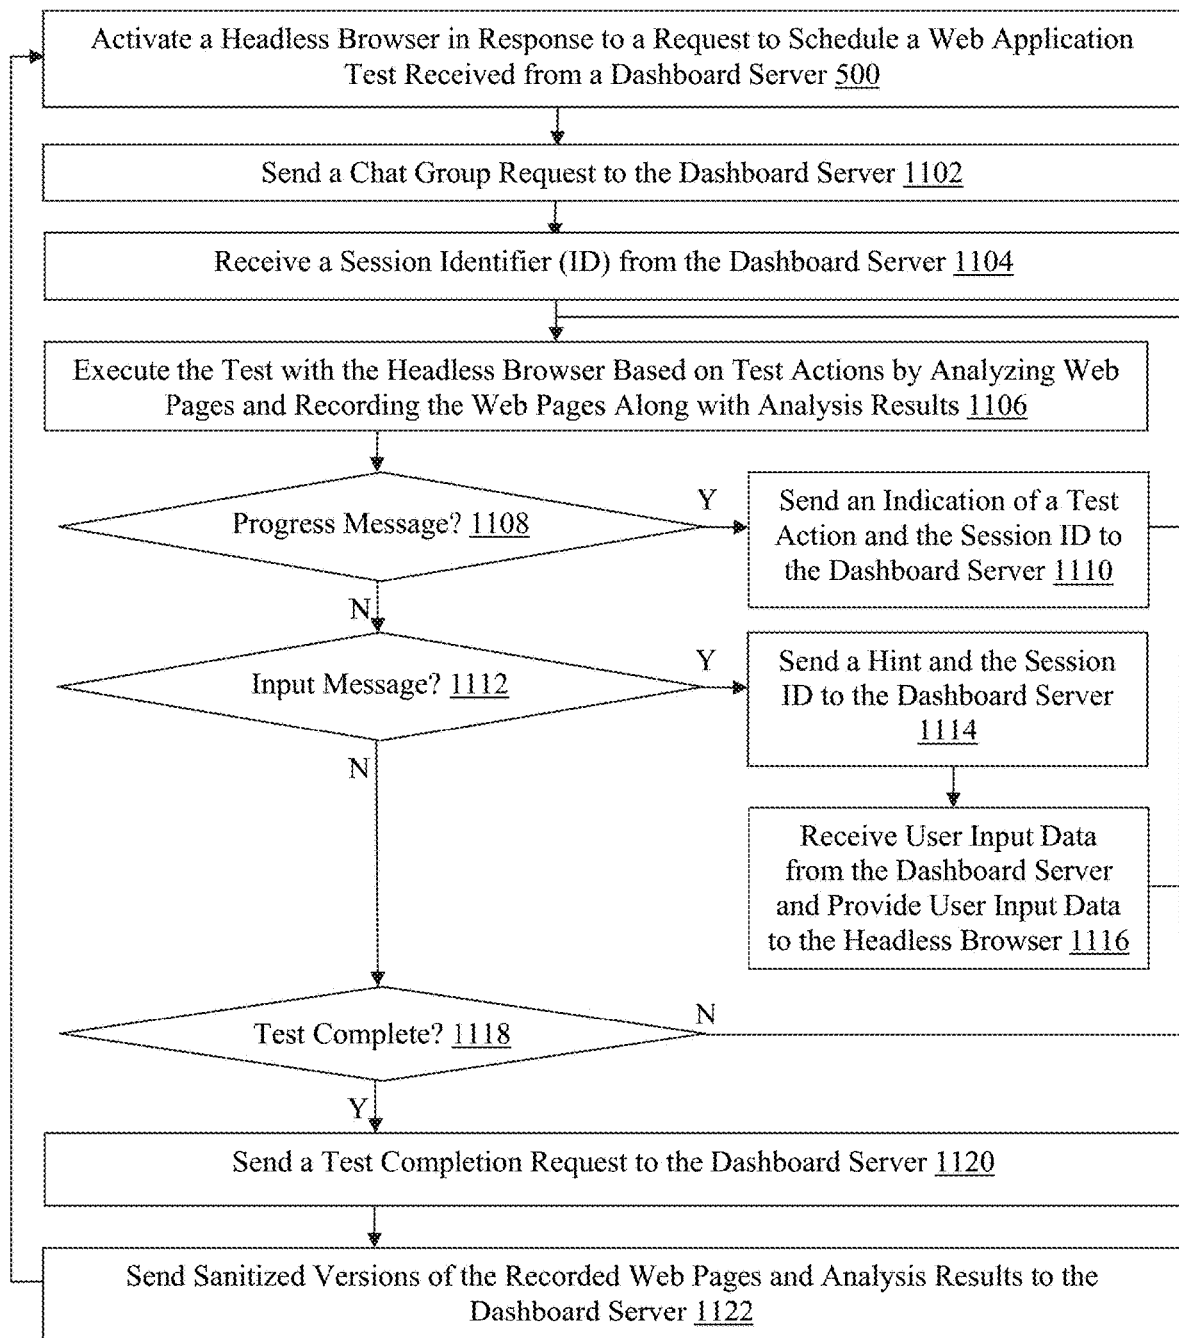 Activate a Headless Browser in Response to a Request to Schedule a Web Application
Test Received from a Dashboard Server 500
Send a Chat Group Request to the Dashboard Server 1102
Receive a Session Identifier (ID) from the Dashboard Server 1104
Execute the Test with the Headless Browser Based on Test Actions by Analyzing Web
Pages and Recording the Web Pages Along with Analysis Results 1106
Progress Message? 1108
Y
Send an Indication of a Test
Action and the Session ID to
the Dashboard Server 1110
N
Input Message? 1112
Y
Send a Hint and the Session
ID to the Dashboard Server
1114
N
Receive User Input Data
from the Dashboard Server
and Provide User Input Data
to the Headless Browser 1116
Test Complete? 1118
N
Y
Send a Test Completion Request to the Dashboard Server 1120
Send Sanitized Versions of the Recorded Web Pages and Analysis Results to the
Dashboard Server 1122